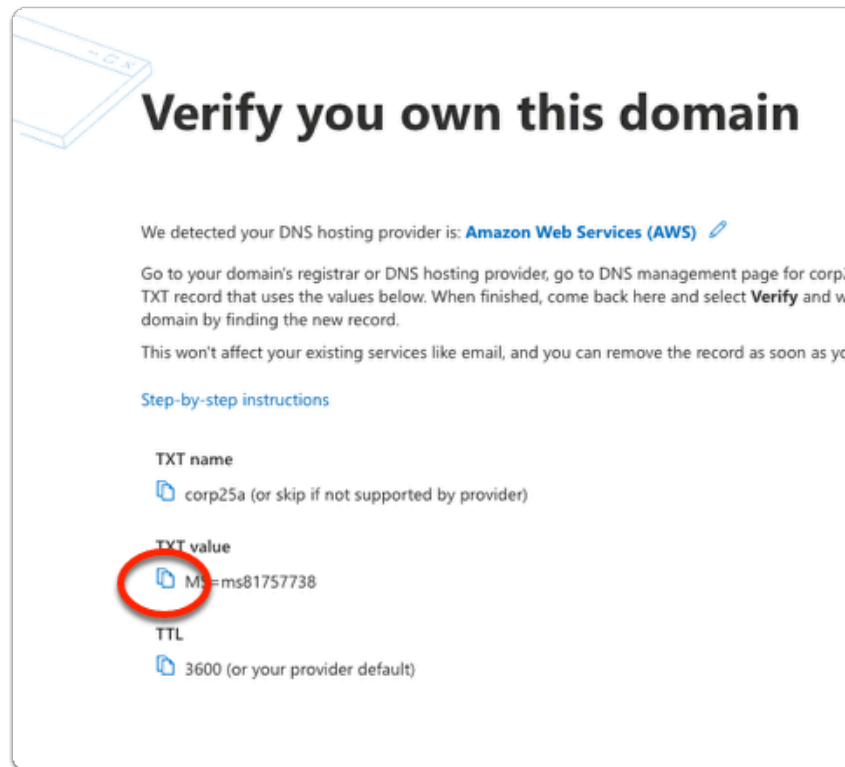 Verify you own this domain
We detected your DNS hosting provider is: Amazon Web Services (AWS)
Go to your domain's registrar or DNS hosting provider, go to DNS management page for
TXT record that uses the values below. When finished, come back here and select Verify and
domain by finding the new record.
This won't affect your existing services like email, and you can remove the record as soon as
Step-by-step instructions
TXT name
corp25a (or skip if not supported by provider)
TXT value
MS=ms81757738
TTL
3600 (or your provider default)